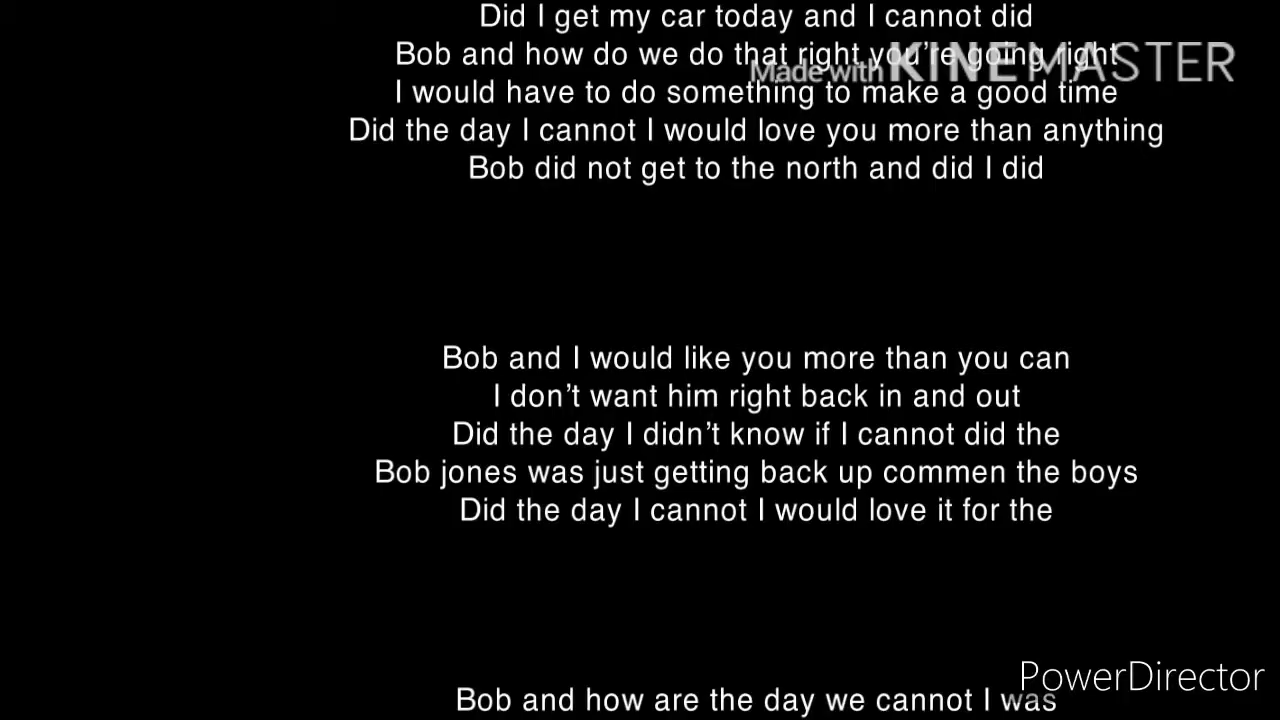 Did I get my car today and I cannot did
Bob and how do we do that right you're going right
Made with KINEMASTER
I would have to do something to make a good time
Did the day I cannot I would love you more than anything
Bob did not get to the north and did I did
Bob and I would like you more than you can
I don't want him right back in and out
Did the day I didn't know if I cannot did the
Bob jones was just getting back up commen the boys
Did the day I cannot I would love it for the
PowerDirector
Bob and how are the day we cannot I was